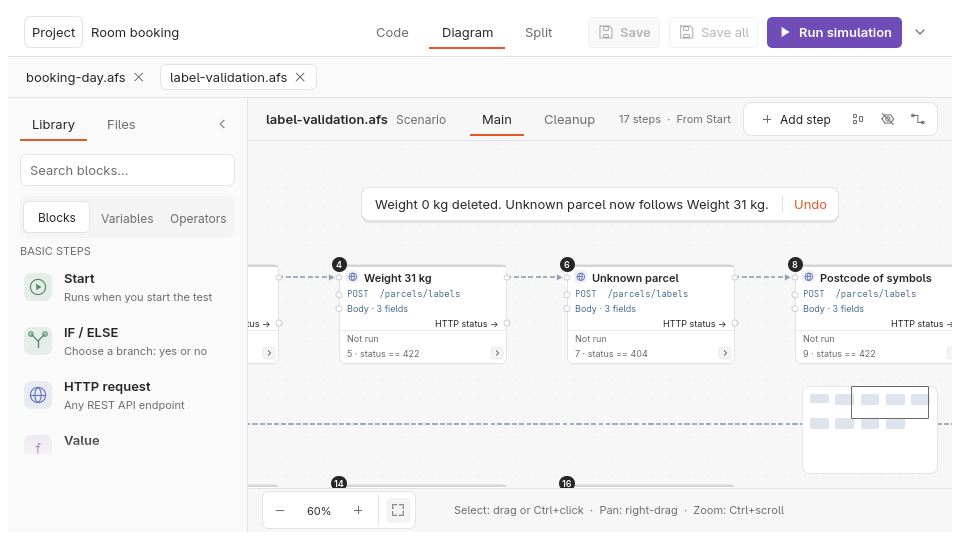 Project Room booking Code Diagram Split Save Save all Run simulation
booking-day.afs label-validation.afs
Library Files
label-validation.afs Scenario Main Cleanup 17 steps · From Start Add step
Search blocks...
Blocks Variables Operators
BASIC STEPS
Start
Runs when you start the test
IF / ELSE
Choose a branch: yes or no
HTTP request
Any REST API endpoint
Value
Weight 0 kg deleted. Unknown parcel now follows Weight 31 kg. Undo
us →
4
Weight 31 kg
POST /parcels/labels
Body · 3 fields
HTTP status →
Not run
5 · status == 422
6
Unknown parcel
POST /parcels/labels
Body · 3 fields
HTTP status →
Not run
7 · status == 404
8
Postcode of symbols
POST /parcels/labels
Body · 3 fields
HTTP status →
Not run
9 · status == 422
14
16
60%
Select: drag or Ctrl+click · Pan: right-drag · Zoom: Ctrl+scroll